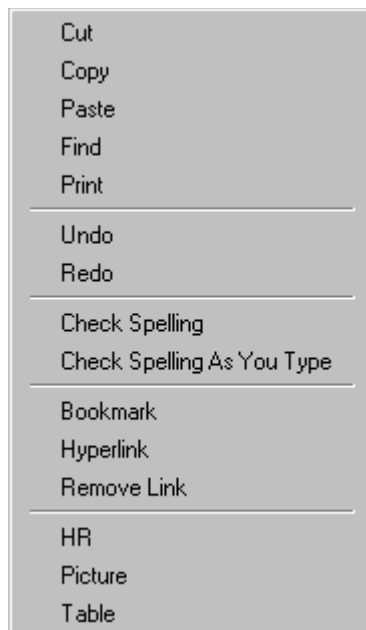 Cut
Copy
Paste
Find
Print
Undo
Redo
Check Spelling
Check Spelling As You Type
Bookmark
Hyperlink
Remove Link
HR
Picture
Table